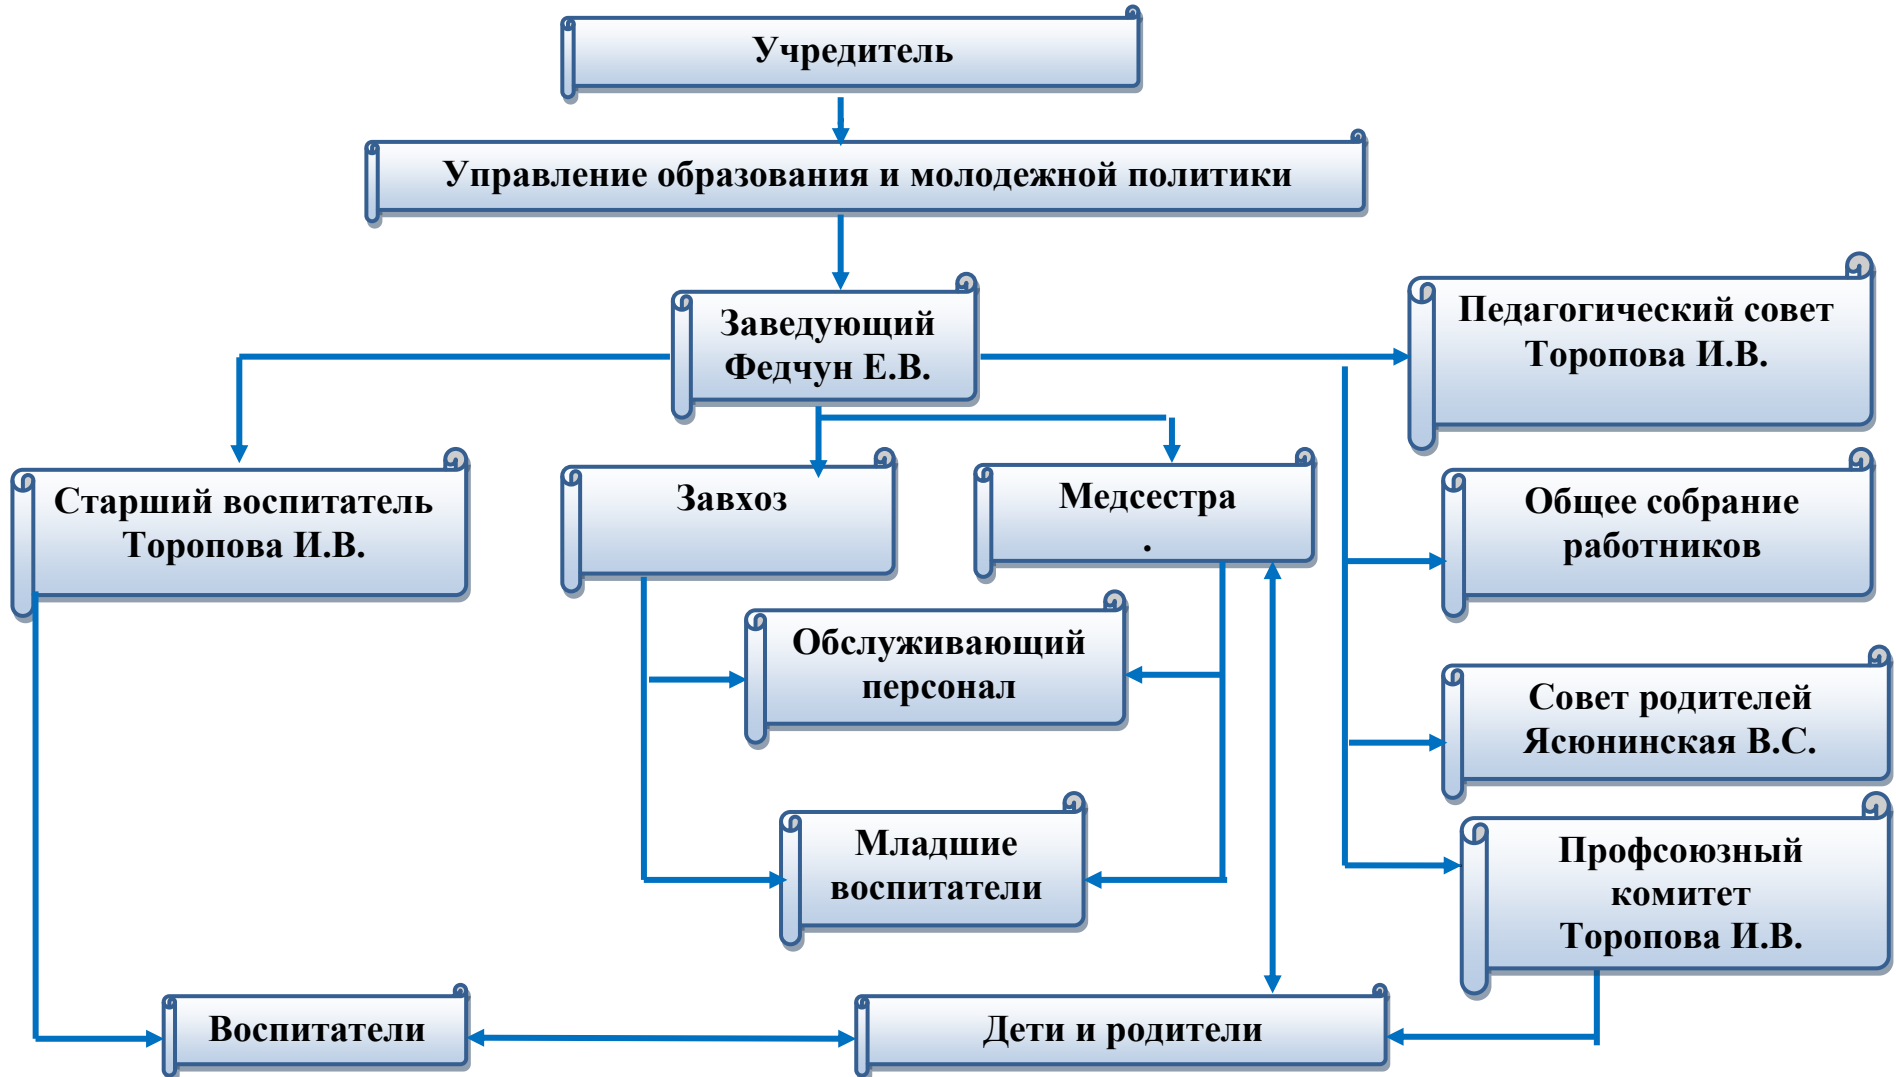 Учредитель
Управление образования и молодежной политики
Заведующий
Федчун Е.В.
Педагогический совет
Торопова И.В.
Старший воспитатель
Торопова И.В.
Завхоз
Медсестра
.
Общее собрание
работников
Обслуживающий
персонал
Совет родителей
Ясюнинская В.С.
Младшие
воспитатели
Профсоюзный
комитет
Торопова И.В.
Воспитатели
Дети и родители